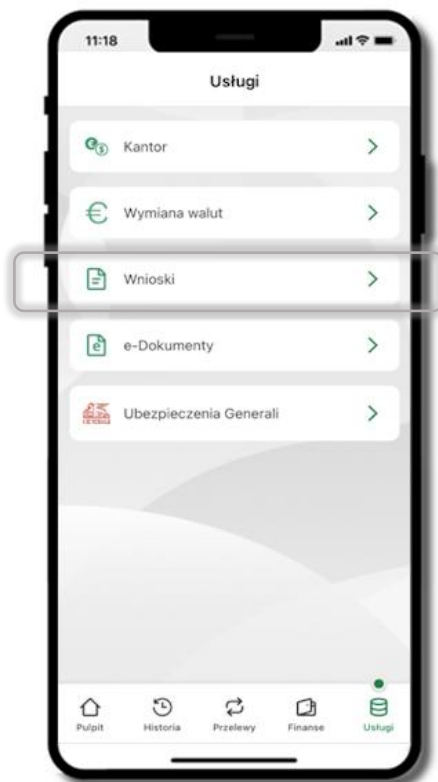 11:18
Usługi
Kantor
Wymiana walut
Wnioski
e-Dokumenty
Ubezpieczenia Generali
Pulpit
Historia
Przelewy
Finanse
Usługi